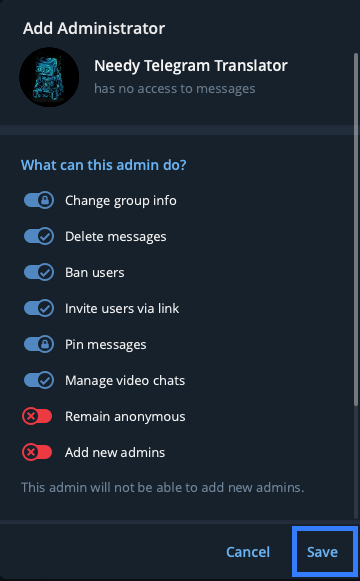 Add Administrator
Needy Telegram Translator
has no access to messages
What can this admin do?
Change group info
Delete messages
Ban users
Invite users via link
Pin messages
Manage video chats
Remain anonymous
Add new admins
This admin will not be able to add new admins.
Cancel Save